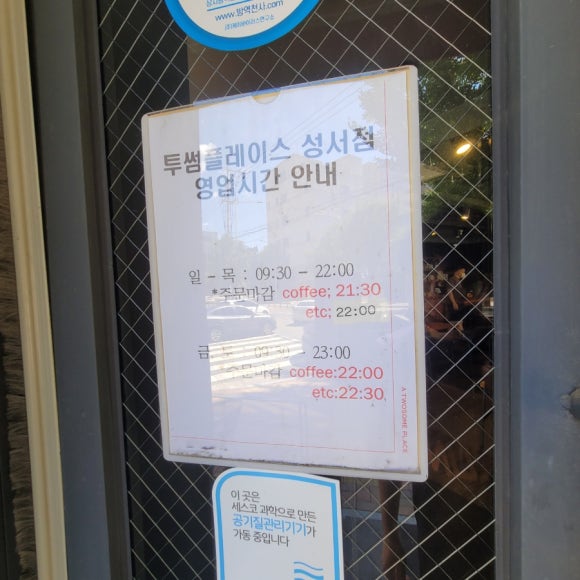 www.방역천사.com
투썸플레이스 성서점
영업시간 안내
일 - 목 : 09:30 - 22:00
*주문마감 coffee; 21:30
etc; 22:00
금 09:30 - 23:00
주문마감 coffee:22:00
etc:22:30
A TWOSOME PLACE
이 곳은
세스코 과학으로 만든
공기질관리기기가
가동 중입니다